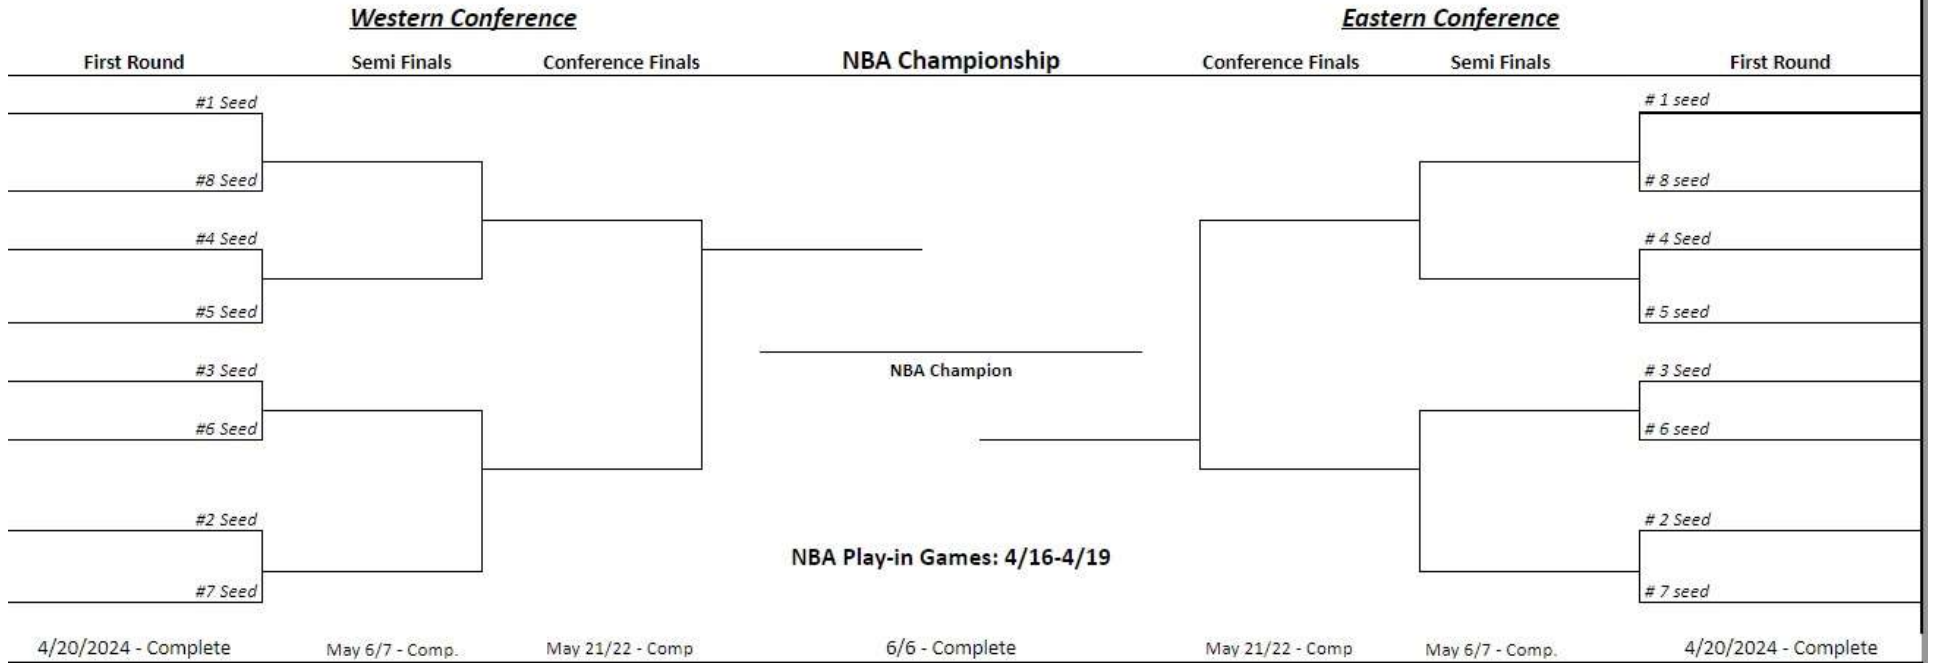 Western Conference
Eastern Conference
First Round
Semi Finals
Conference Finals
NBA Championship
Conference Finals
Semi Finals
First Round
#1 Seed
# 1 seed
#8 Seed
# 8 seed
#4 Seed
# 4 Seed
#5 Seed
# 5 seed
#3 Seed
NBA Champion
# 3 Seed
#6 Seed
# 6 seed
#2 Seed
# 2 Seed
NBA Play-in Games: 4/16-4/19
#7 Seed
# 7 seed
4/20/2024 - Complete
May 6/7 - Comp.
May 21/22 - Comp
6/6 - Complete
May 21/22 - Comp
May 6/7 - Comp.
4/20/2024 - Complete